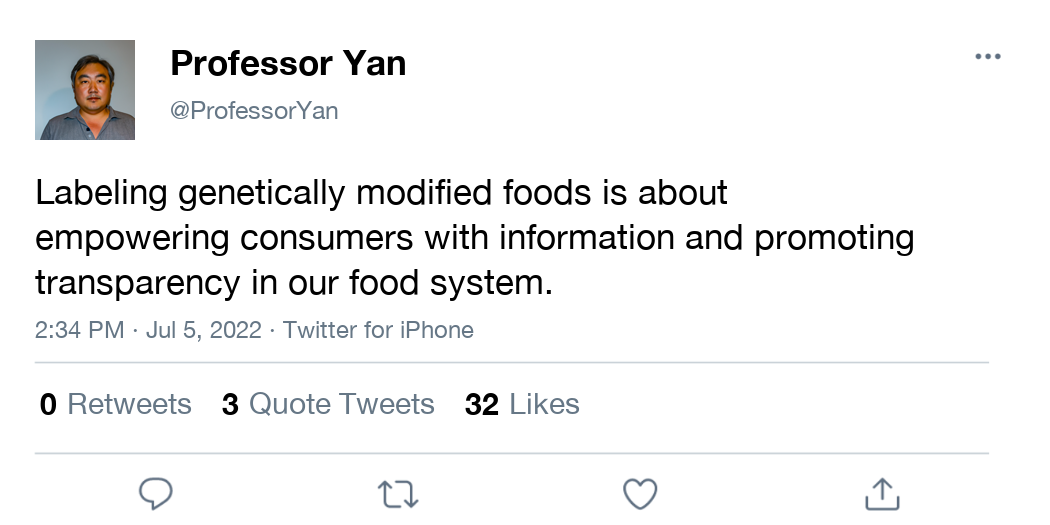 Professor Yan
@ProfessorYan
Labeling genetically modified foods is about
empowering consumers with information and promoting
transparency in our food system.
2:34 PM · Jul 5, 2022 · Twitter for iPhone
0 Retweets 3 Quote Tweets 32 Likes